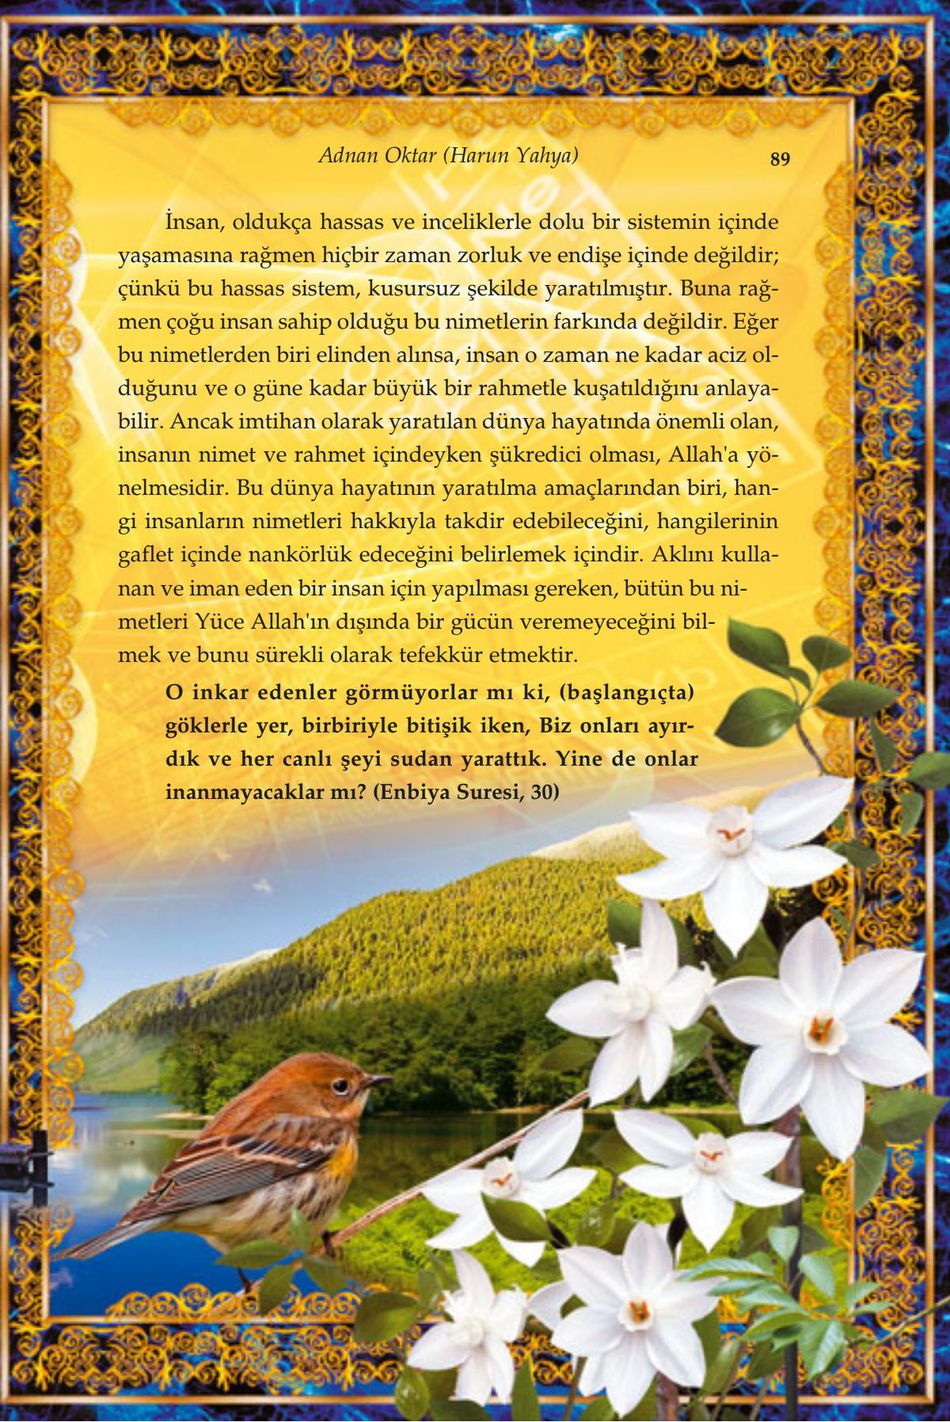 Adnan Oktar (Harun Yahya)
89
İnsan, oldukça hassas ve inceliklerle dolu bir sistemin içinde
yaşamasına rağmen hiçbir zaman zorluk ve endişe içinde değildir;
çünkü bu hassas sistem, kusursuz şekilde yaratılmıştır. Buna rağ-
men çoğu insan sahip olduğu bu nimetlerin farkında değildir. Eğer
bu nimetlerden biri elinden alınsa, insan o zaman ne kadar aciz ol-
duğunu ve o güne kadar büyük bir rahmetle kuşatıldığını anlaya-
bilir. Ancak imtihan olarak yaratılan dünya hayatında önemli olan,
insanın nimet ve rahmet içindeyken şükredici olması, Allah'a yö-
nelmesidir. Bu dünya hayatının yaratılma amaçlarından biri, han-
gi insanların nimetleri hakkıyla takdir edebileceğini, hangilerinin
gaflet içinde nankörlük edeceğini belirlemek içindir. Aklını kulla-
nan ve iman eden bir insan için yapılması gereken, bütün bu ni-
metleri Yüce Allah'ın dışında bir gücün veremeyeceğini bil-
mek ve bunu sürekli olarak tefekkür etmektir.
O inkar edenler görmüyorlar mı ki, (başlangıçta)
göklerle yer, birbiriyle bitişik iken, Biz onları ayır-
dık ve her canlı şeyi sudan yarattık. Yine de onlar
inanmayacaklar mı? (Enbiya Suresi, 30)